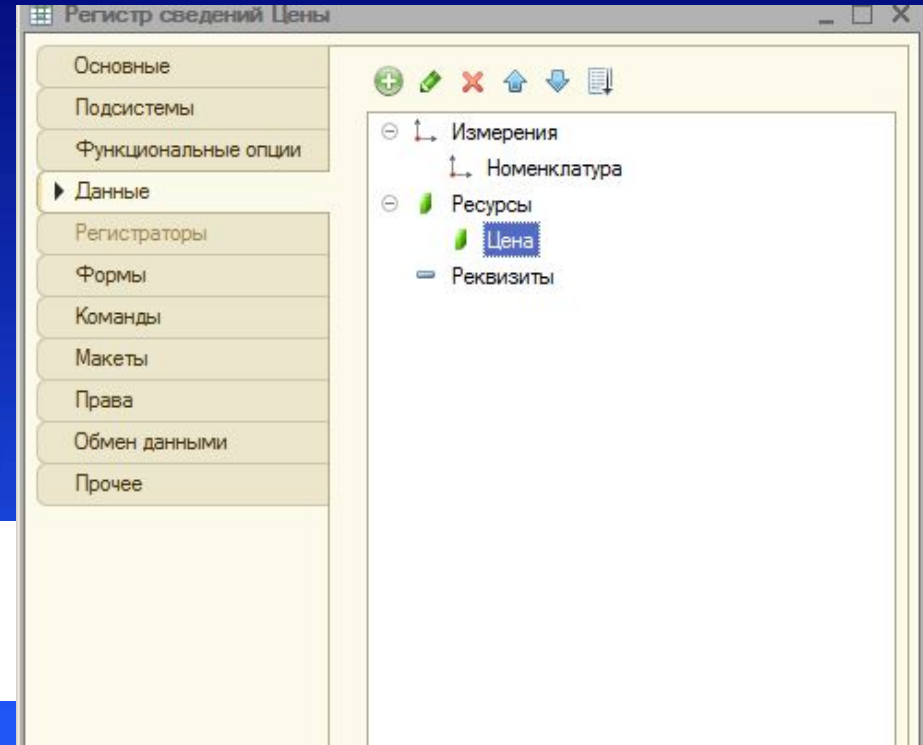 Регистр сведений Цены
Основные
Подсистемы
Функциональные опции
Данные
Регистраторы
Формы
Команды
Макеты
Права
Обмен данными
Прочее
Измерения
Номенклатура
Ресурсы
Цена
Реквизиты